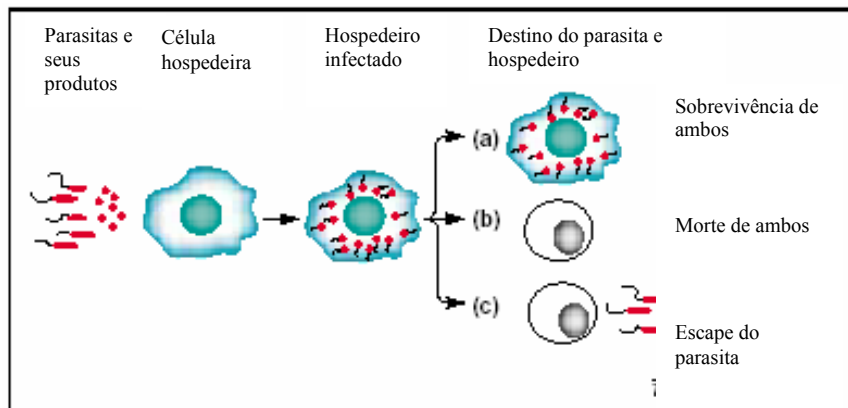 Parasitas e
seus
produtos
Célula
hospedeira
Hospedeiro
infectado
Destino do parasita e
hospedeiro
(a)
Sobrevivência de
ambos
(b)
Morte de ambos
(c)
Escape do
parasita